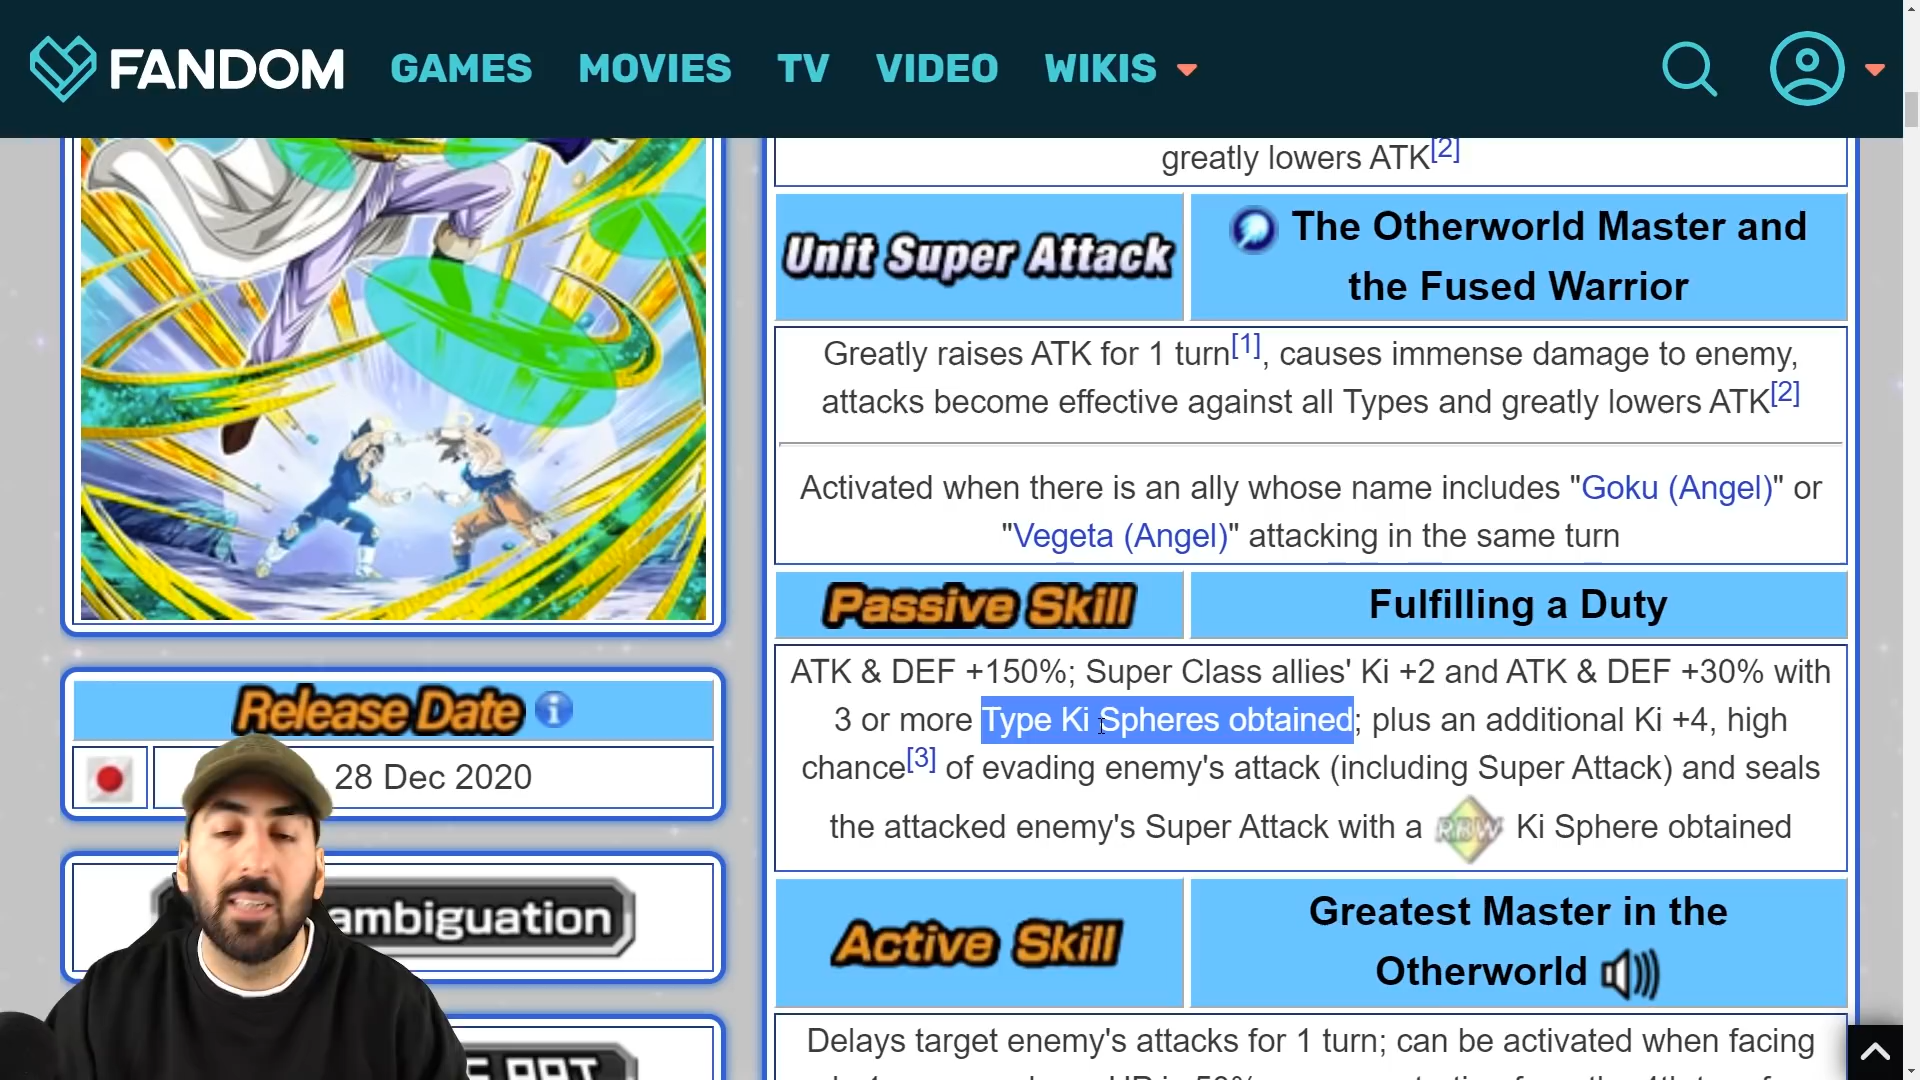 FANDOM GAMES MOVIES TV VIDEO WIKIS
greatly lowers ATK[2]
Unit Super Attack
The Otherworld Master and
the Fused Warrior
Greatly raises ATK for 1 turn[1], causes immense damage to enemy,
attacks become effective against all Types and greatly lowers ATK[2]
Activated when there is an ally whose name includes "Goku (Angel)" or
"Vegeta (Angel)" attacking in the same turn
Passive Skill
Fulfilling a Duty
ATK & DEF +150%; Super Class allies' Ki +2 and ATK & DEF +30% with
3 or more Type Ki Spheres obtained; plus an additional Ki +4, high
chance[3] of evading enemy's attack (including Super Attack) and seals
the attacked enemy's Super Attack with a RBW Ki Sphere obtained
Active Skill
Greatest Master in the
Otherworld
Delays target enemy's attacks for 1 turn; can be activated when facing
Release Date
28 Dec 2020
ambiguation